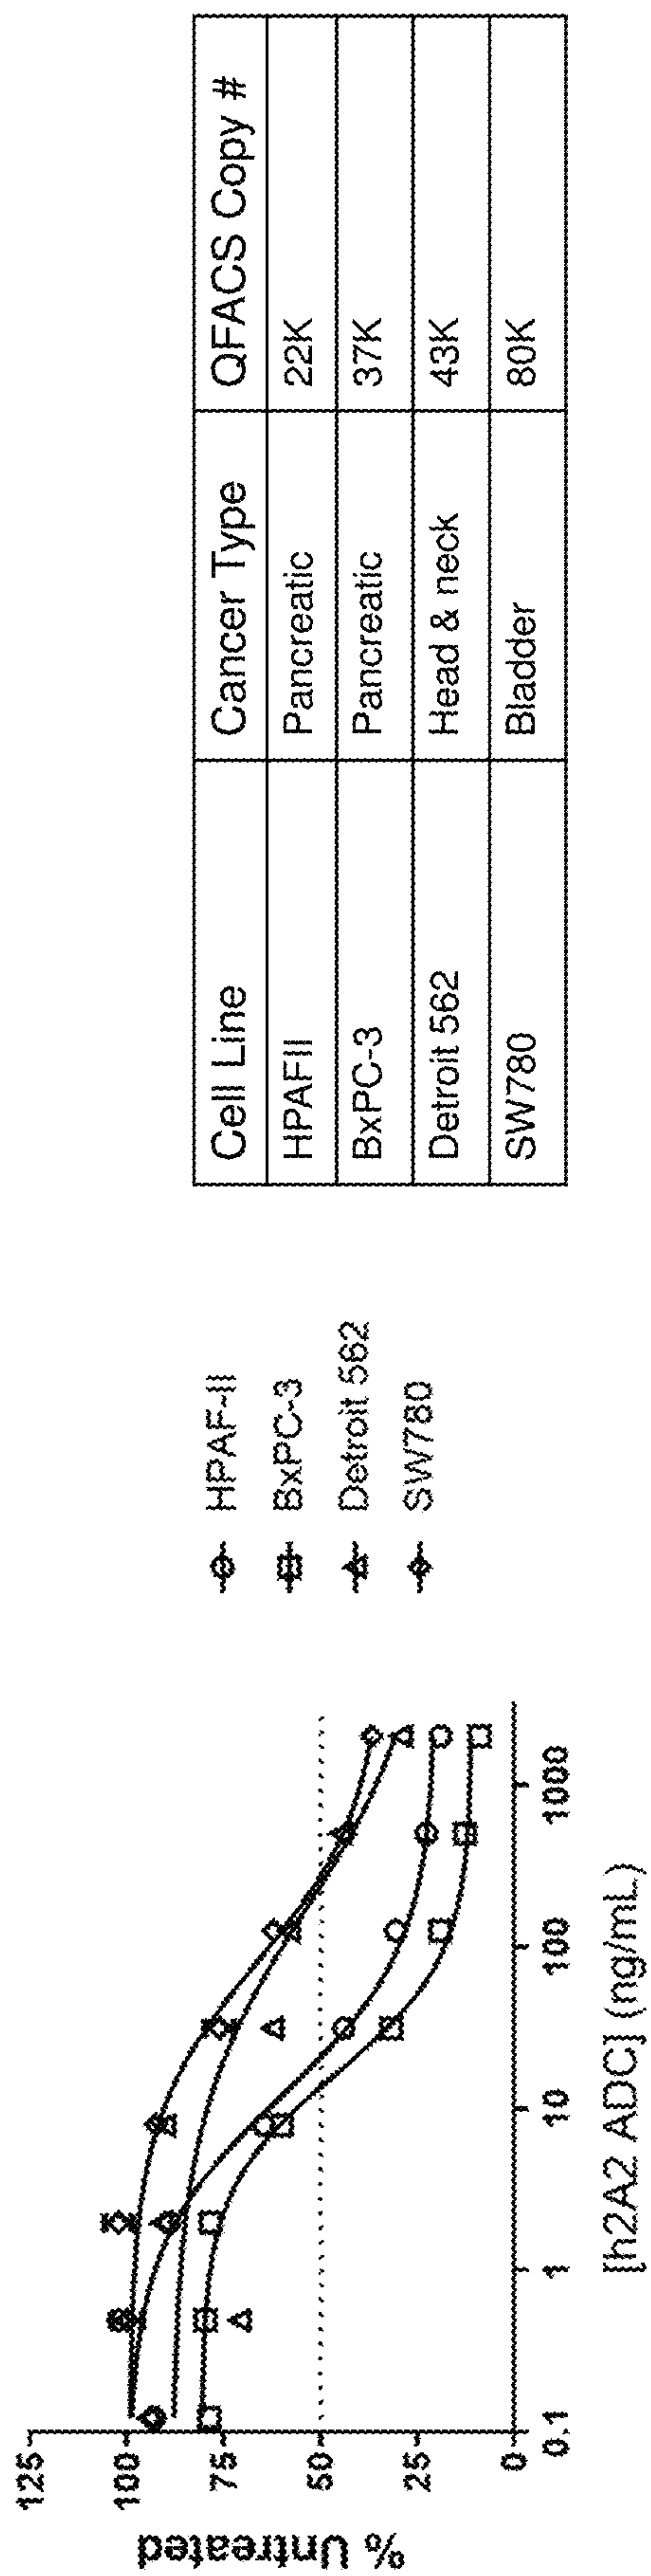 % Untreated
125
100
75
50
25
0
0.1
1
10
100
1000
[h2A2 ADC] (ng/mL)
HPAF-II
BxPC-3
Detroit 562
SW780
Cell Line Cancer Type QFACS Copy #
HPAFII Pancreatic 22K
BxPC-3 Pancreatic 37K
Detroit 562 Head & neck 43K
SW780 Bladder 80K